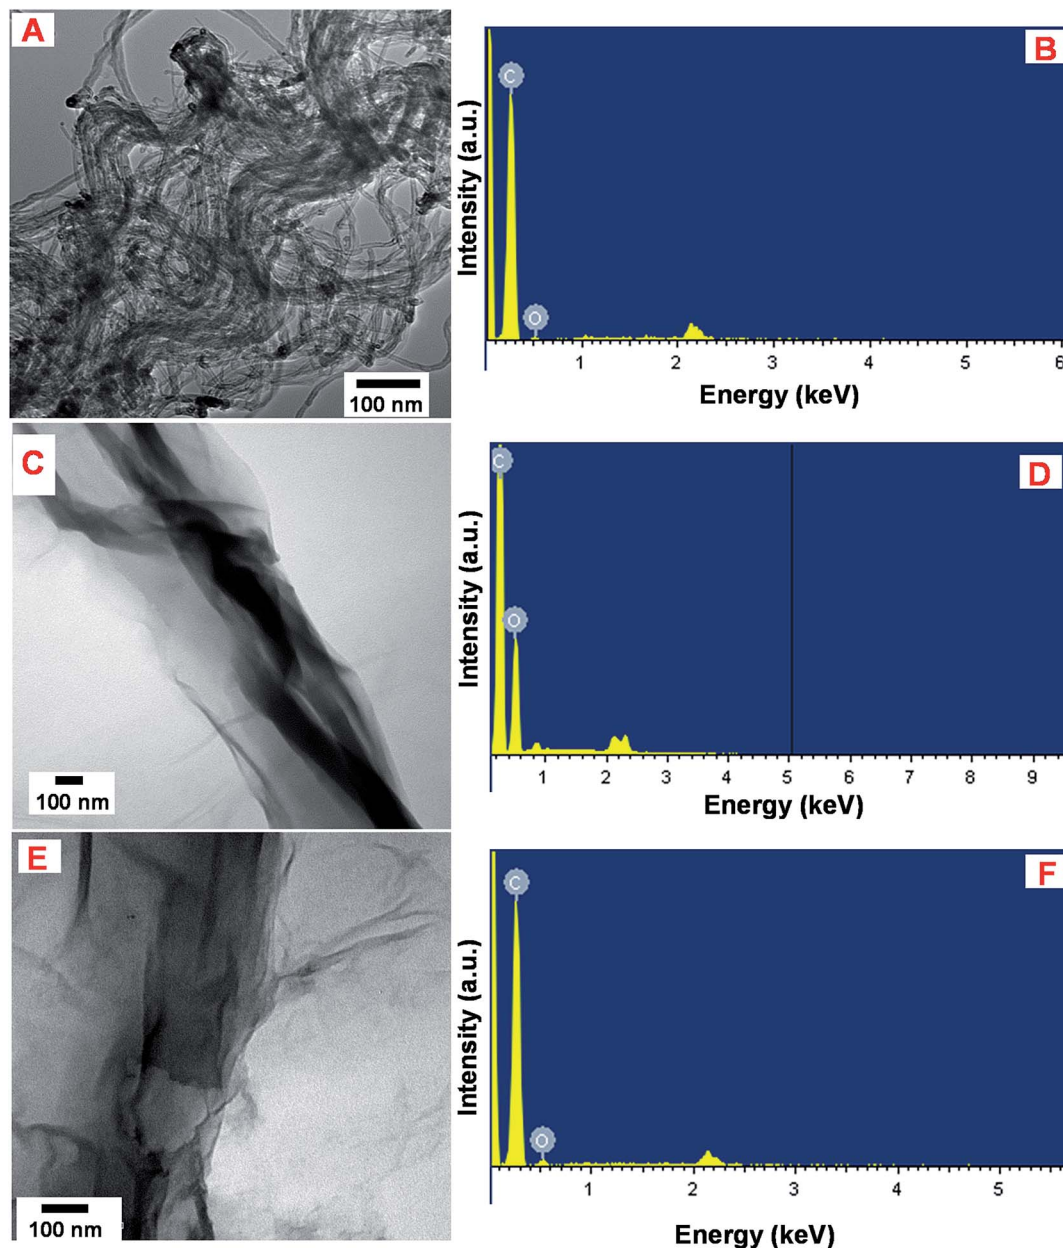 A
100 nm
B
C
O
Intensity (a.u.)
1 2 3 4 5 6
Energy (keV)
C
100 nm
D
C
O
Intensity (a.u.)
1 2 3 4 5 6 7 8 9
Energy (keV)
E
100 nm
F
C
O
Intensity (a.u.)
1 2 3 4 5
Energy (keV)